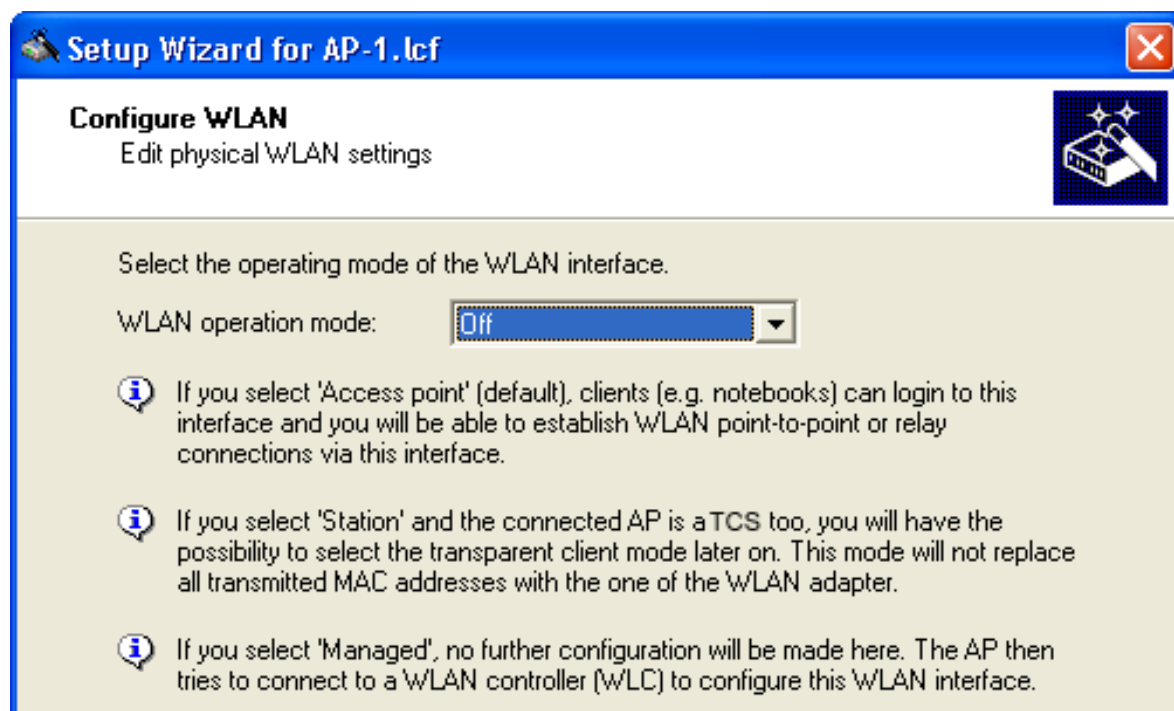 Setup Wizard for AP-1.lcf
Configure WLAN
Edit physical WLAN settings
Select the operating mode of the WLAN interface.
WLAN operation mode: Off
If you select 'Access point' (default), clients (e.g. notebooks) can login to this
interface and you will be able to establish WLAN point-to-point or relay
connections via this interface.
If you select 'Station' and the connected AP is a TCS too, you will have the
possibility to select the transparent client mode later on. This mode will not replace
all transmitted MAC addresses with the one of the WLAN adapter.
If you select 'Managed', no further configuration will be made here. The AP then
tries to connect to a WLAN controller (WLC) to configure this WLAN interface.